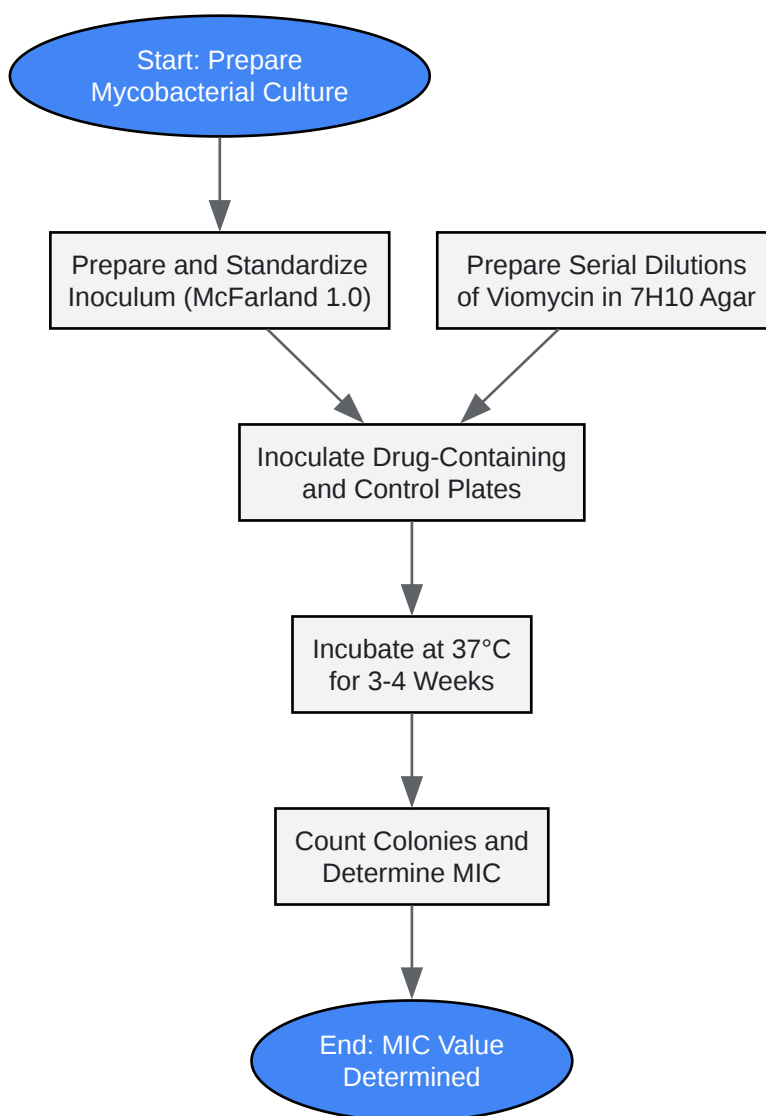 Start: Prepare
Mycobacterial Culture
Prepare and Standardize
Inoculum (McFarland 1.0)
Prepare Serial Dilutions
of Viomycin in 7H10 Agar
Inoculate Drug-Containing
and Control Plates
Incubate at 37°C
for 3-4 Weeks
Count Colonies and
Determine MIC
End: MIC Value
Determined